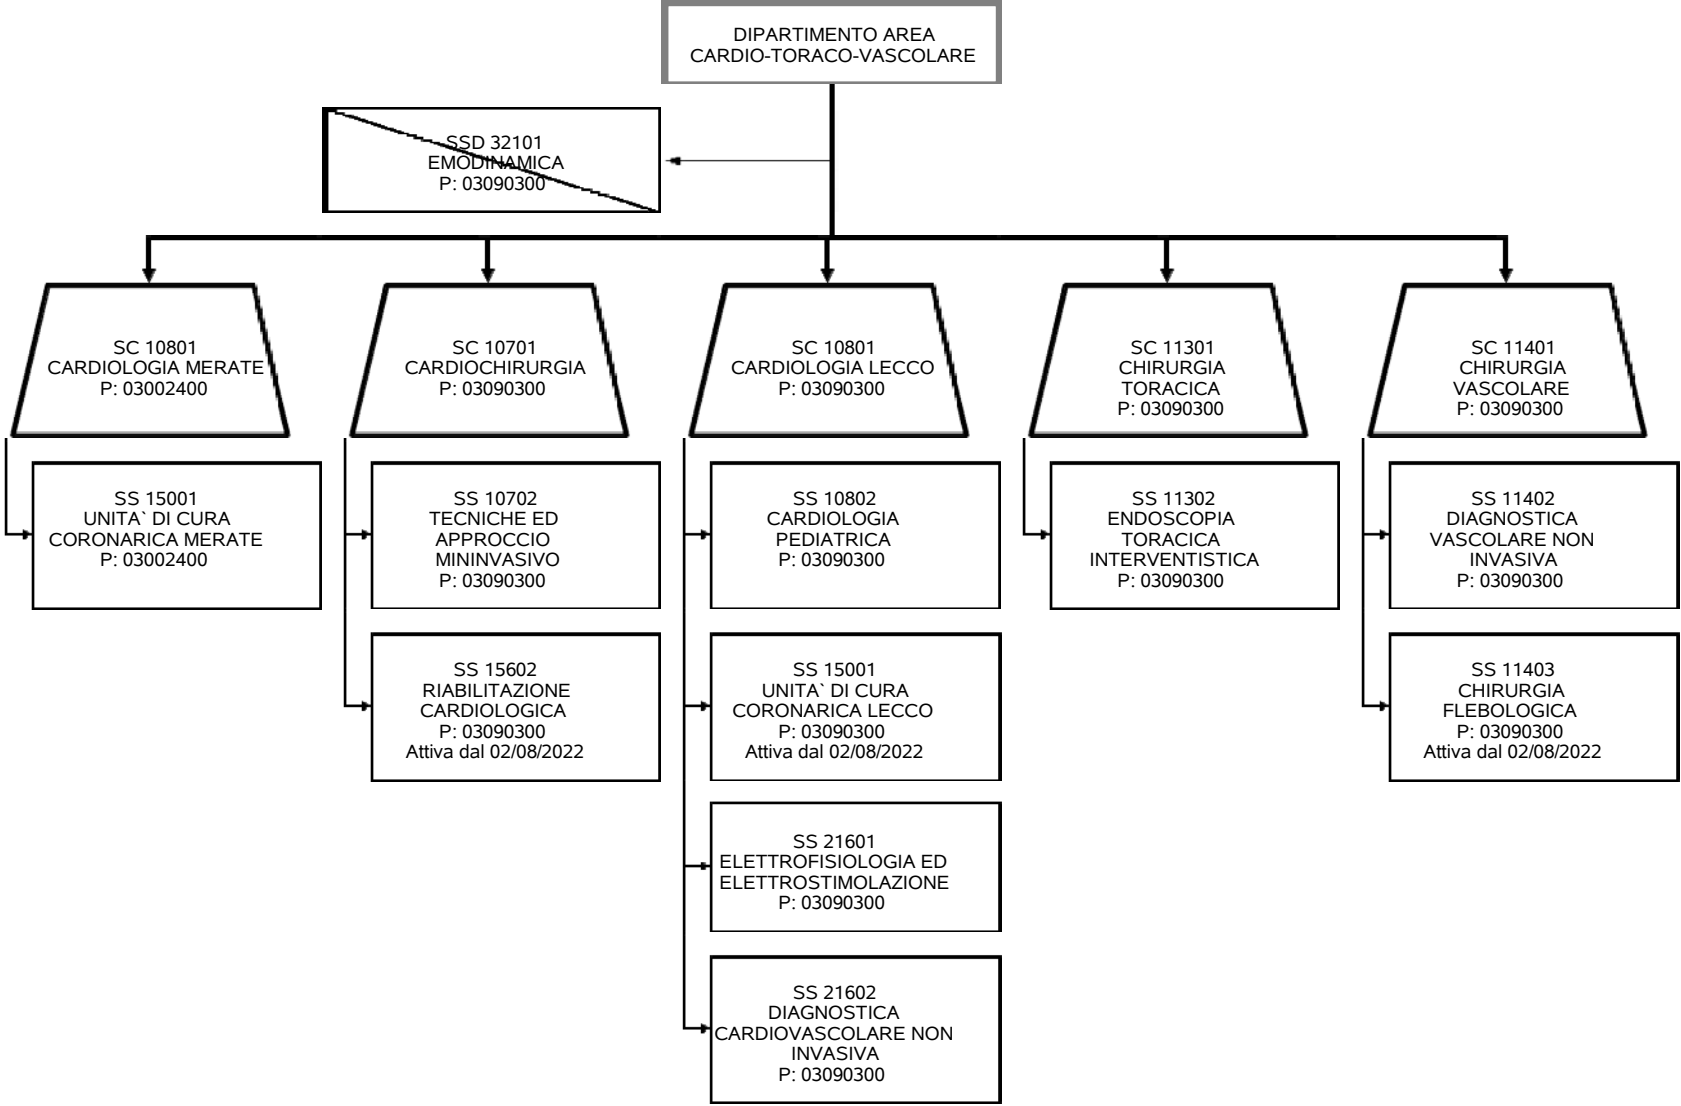 DIPARTIMENTO AREA
CARDIO-TORACO-VASCOLARE
SSD 32101
EMODINAMICA
P: 03090300
SC 10801
CARDIOLOGIA MERATE
P: 03002400
SC 10701
CARDIOCHIRURGIA
P: 03090300
SC 10801
CARDIOLOGIA LECCO
P: 03090300
SC 11301
CHIRURGIA
TORACICA
P: 03090300
SC 11401
CHIRURGIA
VASCOLARE
P: 03090300
SS 15001
UNITA` DI CURA
CORONARICA MERATE
P: 03002400
SS 10702
TECNICHE ED
APPROCCIO
MININVASIVO
P: 03090300
SS 10802
CARDIOLOGIA
PEDIATRICA
P: 03090300
SS 11302
ENDOSCOPIA
TORACICA
INTERVENTISTICA
P: 03090300
SS 11402
DIAGNOSTICA
VASCOLARE NON
INVASIVA
P: 03090300
SS 15602
RIABILITAZIONE
CARDIOLOGICA
P: 03090300
Attiva dal 02/08/2022
SS 15001
UNITA` DI CURA
CORONARICA LECCO
P: 03090300
Attiva dal 02/08/2022
SS 11403
CHIRURGIA
FLEBOLOGICA
P: 03090300
Attiva dal 02/08/2022
SS 21601
ELETTROFISIOLOGIA ED
ELETTROSTIMOLAZIONE
P: 03090300
SS 21602
DIAGNOSTICA
CARDIOVASCOLARE NON
INVASIVA
P: 03090300